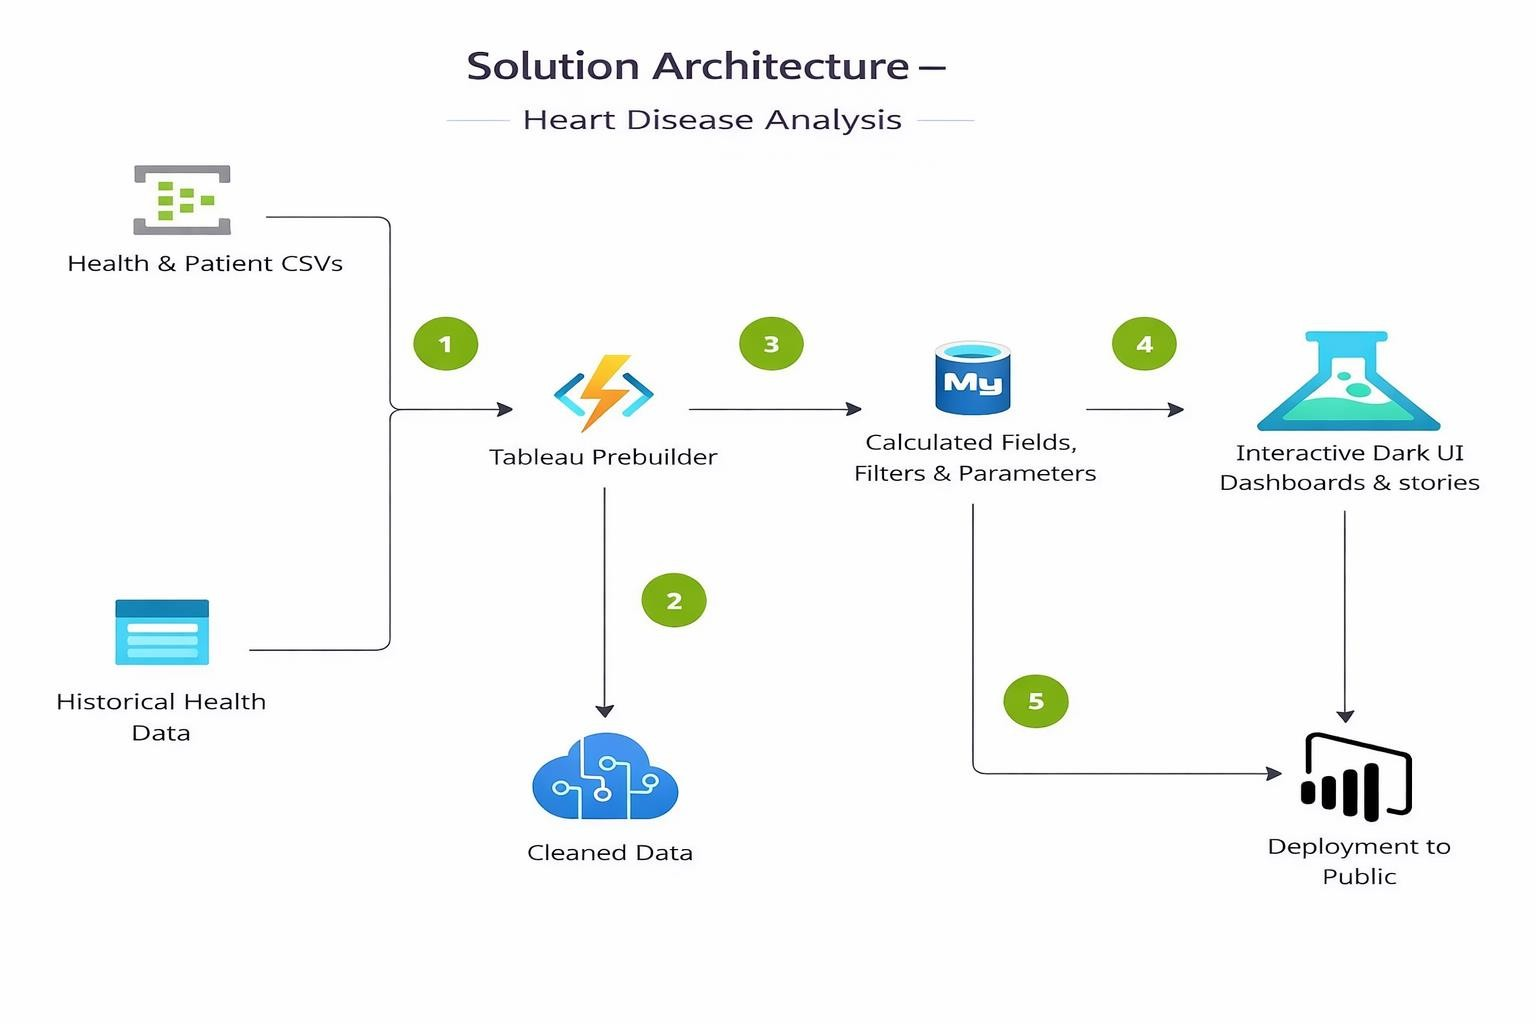 Solution Architecture –
Heart Disease Analysis
Health & Patient CSVs
1
3
4
My
Tableau Prebuilder
Calculated Fields,
Filters & Parameters
Interactive Dark UI
Dashboards & stories
2
5
Historical Health
Data
Cleaned Data
Deployment to
Public